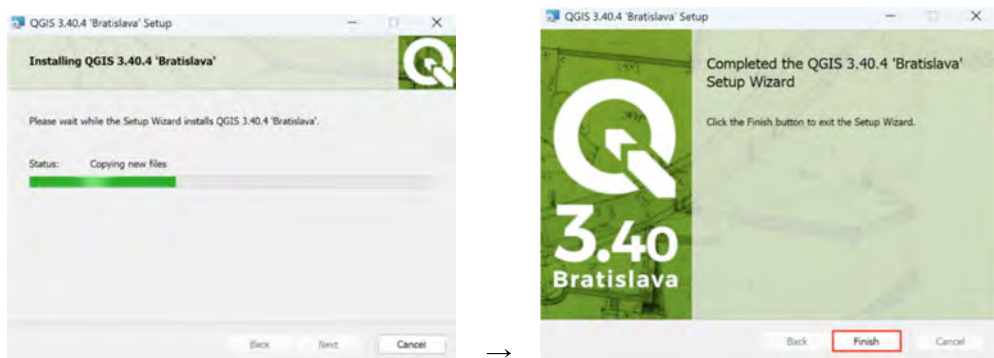 QGIS 3.40.4 'Bratislava' Setup
Installing QGIS 3.40.4 'Bratislava'
Please wait while the Setup Wizard installs QGIS 3.40.4 'Bratislava'.
Status: Copying new files
Back Next Cancel
→
QGIS 3.40.4 'Bratislava' Setup
3.40
Bratislava
Completed the QGIS 3.40.4 'Bratislava'
Setup Wizard
Click the Finish button to exit the Setup Wizard.
Back Finish Cancel